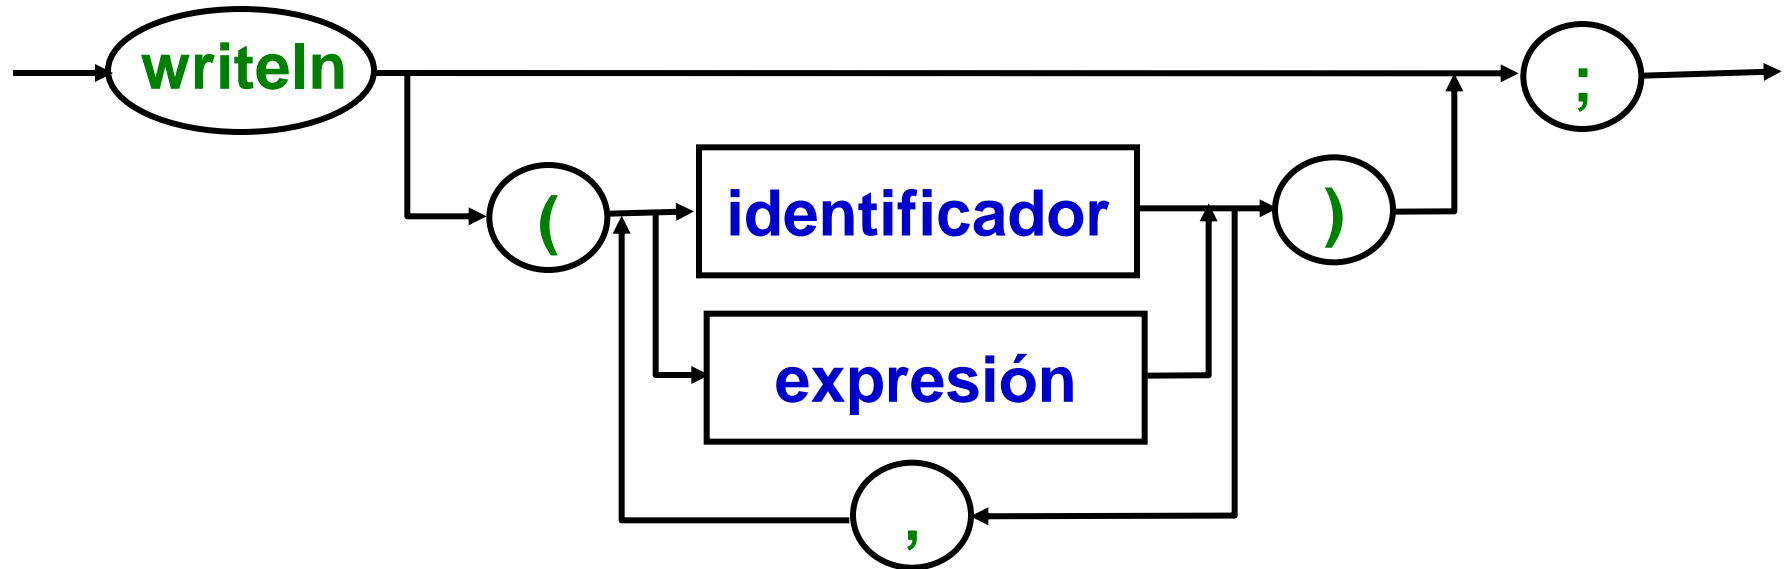 writeln
;
(
identificador
)
expresión
,